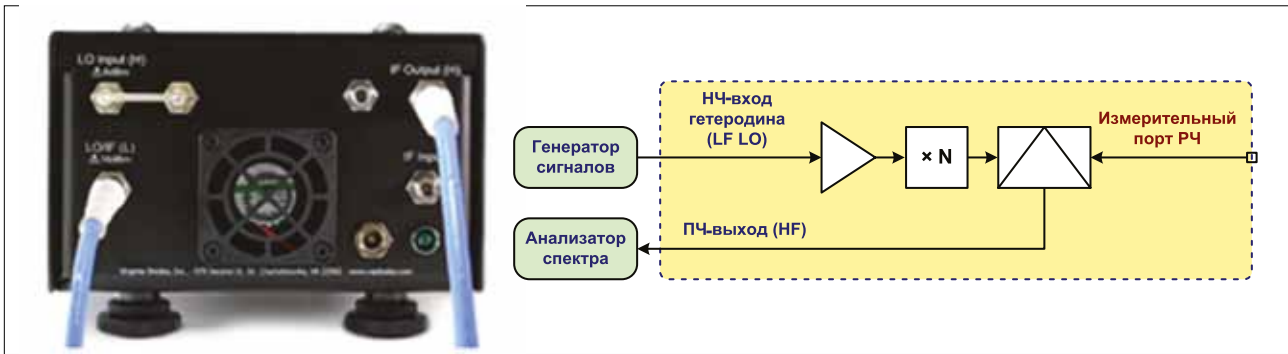 LO Input (H)
IF Output (H)
LO/IF (L)
IF Input
НЧ-вход
гетеродина
(LF LO)
Генератор
сигналов
× N
Измерительный
порт РЧ
Анализатор
спектра
ПЧ-выход (HF)